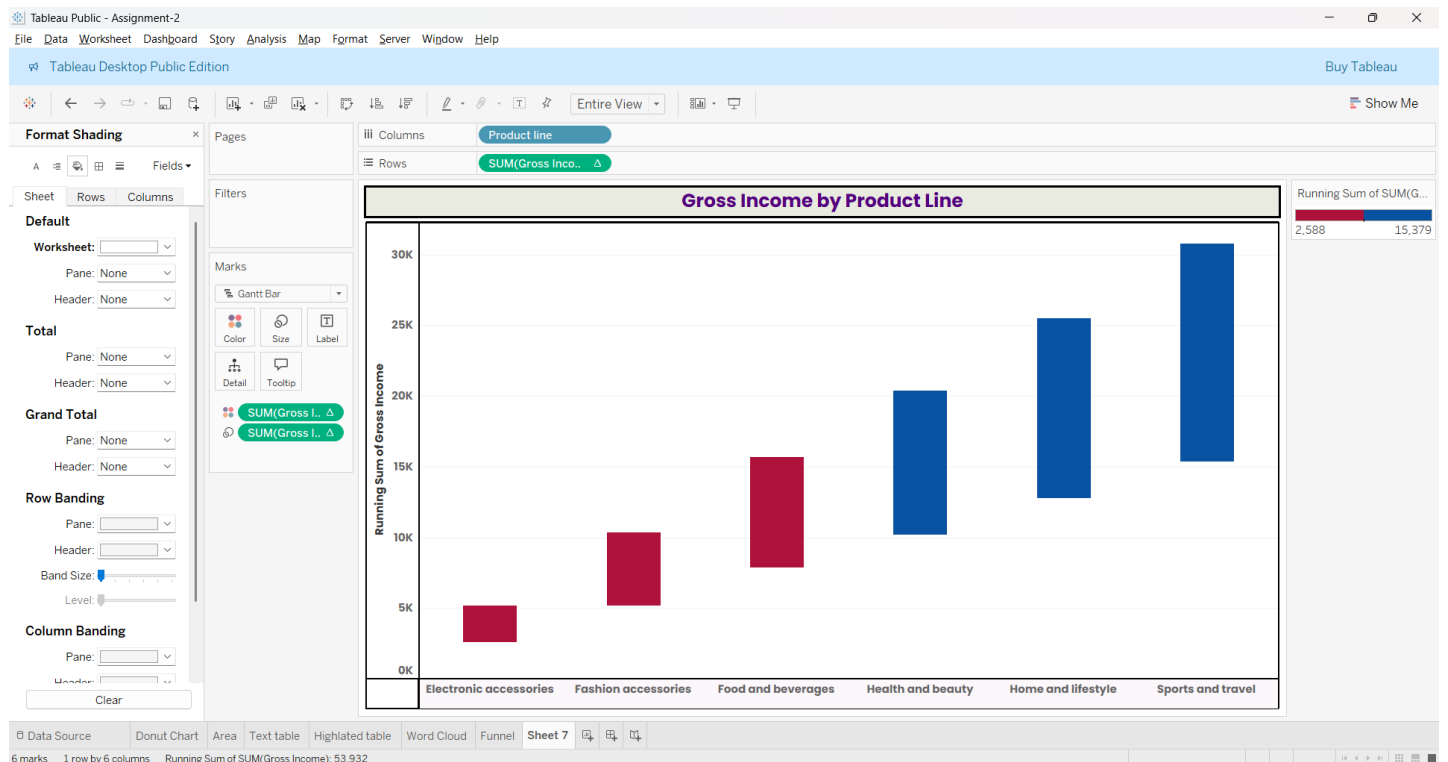 Tableau Public - Assignment-2
File Data Worksheet Dashboard Story Analysis Map Format Server Window Help
Tableau Desktop Public Edition
Buy Tableau
Entire View
Show Me
Format Shading
Fields
Sheet Rows Columns
Default
Worksheet:
Pane: None
Header: None
Total
Pane: None
Header: None
Grand Total
Pane: None
Header: None
Row Banding
Pane:
Header:
Band Size:
Level:
Column Banding
Pane:
Header:
Clear
Pages
Filters
Marks
Gantt Bar
Color Size Label
Detail Tooltip
SUM(Gross I.. Δ
SUM(Gross I.. Δ
iii Columns Product line
Rows SUM(Gross Inco.. Δ
Gross Income by Product Line
Running Sum of Gross Income
30K
25K
20K
15K
10K
5K
0K
Electronic accessories Fashion accessories Food and beverages Health and beauty Home and lifestyle Sports and travel
Running Sum of SUM(G...
2,588 15,379
Data Source Donut Chart Area Text table Highlated table Word Cloud Funnel Sheet 7
6 marks 1 row by 6 columns Running Sum of SUM(Gross Income): 53,932